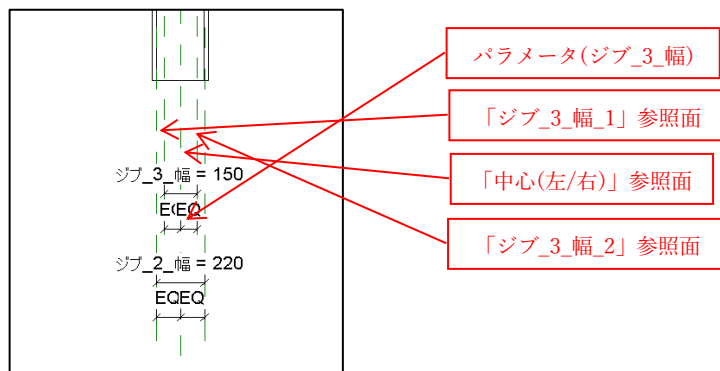 パラメータ(ジブ_3_幅)
「ジブ_3_幅_1」参照面
「中心(左/右)」参照面
「ジブ_3_幅_2」参照面
ジブ_3_幅 = 150
EQEQ
ジブ_2_幅 = 220
EQEQ